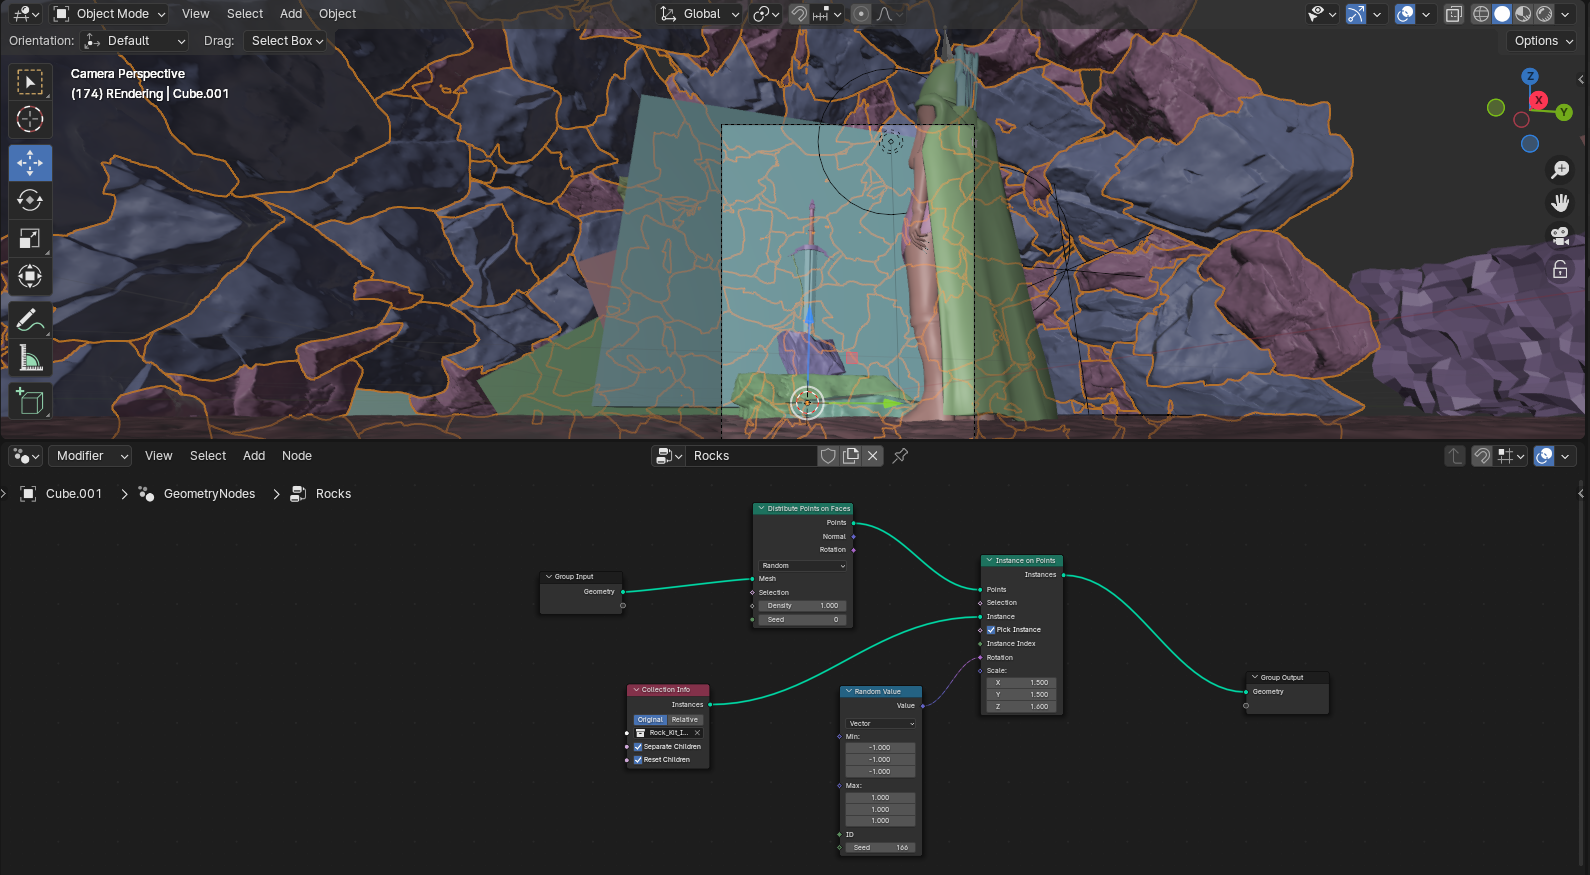 Object Mode View Select Add Object Global
Orientation: Default Drag: Select Box Options
Camera Perspective
(174) REndering | Cube.001
Z
X
Y
Modifier View Select Add Node Rocks
Cube.001 GeometryNodes Rocks
Distribute Points on Faces
Points
Normal
Rotation
Random
Mesh
Selection
Density 1.000
Seed 0
Group Input
Geometry
Instance on Points
Instances
Points
Selection
Instance
Pick Instance
Instance Index
Rotation
Scale:
X 1.500
Y 1.500
Z 1.600
Collection Info
Instances
Original Relative
Rock_Kit_I...
Separate Children
Reset Children
Random Value
Value
Vector
Min:
-1.000
-1.000
-1.000
Max:
1.000
1.000
1.000
ID
Seed 166
Group Output
Geometry